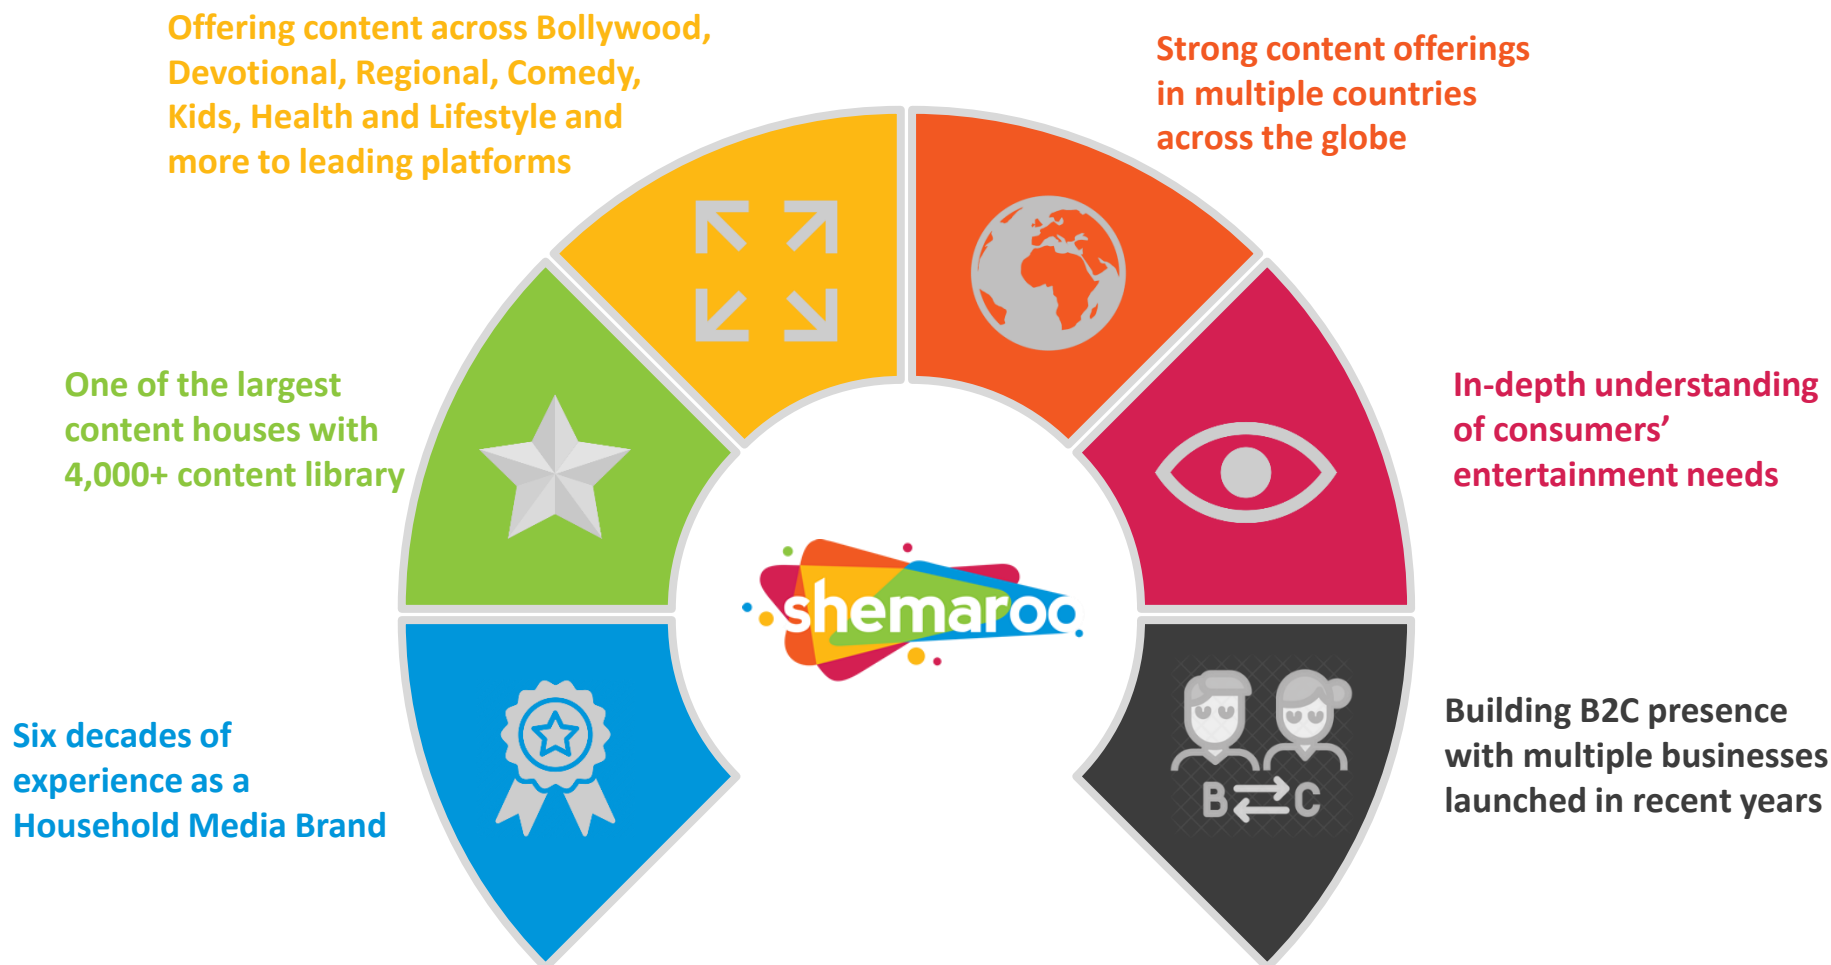 Offering content across Bollywood,
Devotional, Regional, Comedy,
Kids, Health and Lifestyle and
more to leading platforms
Strong content offerings
in multiple countries
across the globe
One of the largest
content houses with
4,000+ content library
In-depth understanding
of consumers’
entertainment needs
shemaroo
Six decades of
experience as a
Household Media Brand
B C
Building B2C presence
with multiple businesses
launched in recent years